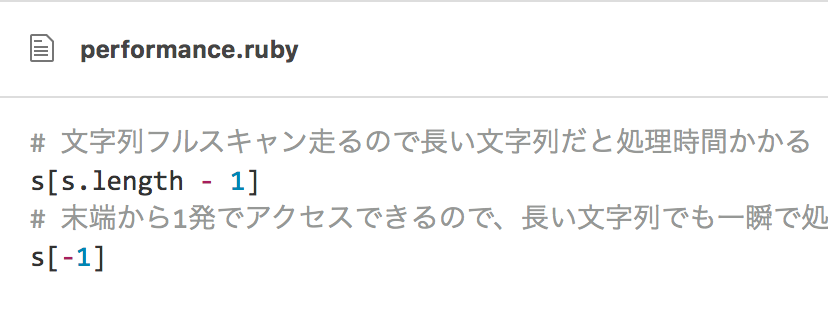 performance.ruby
# 文字列フルスキャン走るので長い文字列だと処理時間かかる
s[s.length - 1]
# 末端から1発でアクセスできるので、長い文字列でも一瞬で処
s[-1]